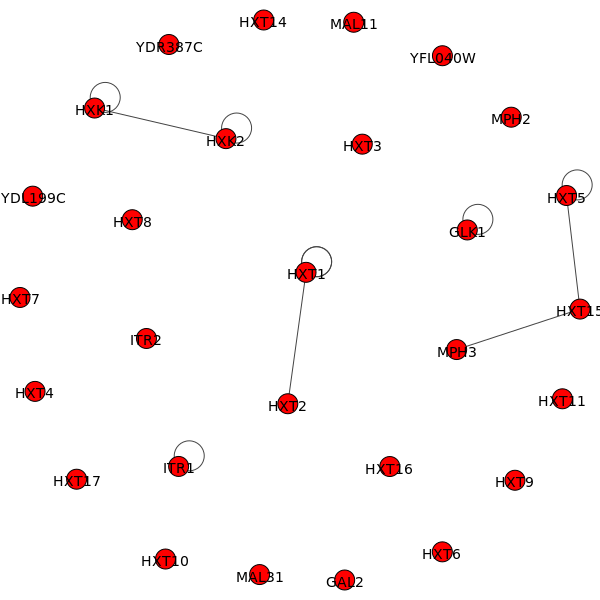 HXT14
MAL11
YDR387C
YFL040W
HXK1
MPH2
HXK2
HXT3
YDL199C
HXT5
HXT8
GLK1
HXT1
HXT7
HXT15
ITR2
MPH3
HXT4
HXT11
HXT2
ITR1
HXT16
HXT17
HXT9
HXT6
HXT10
MAL31
GAL2